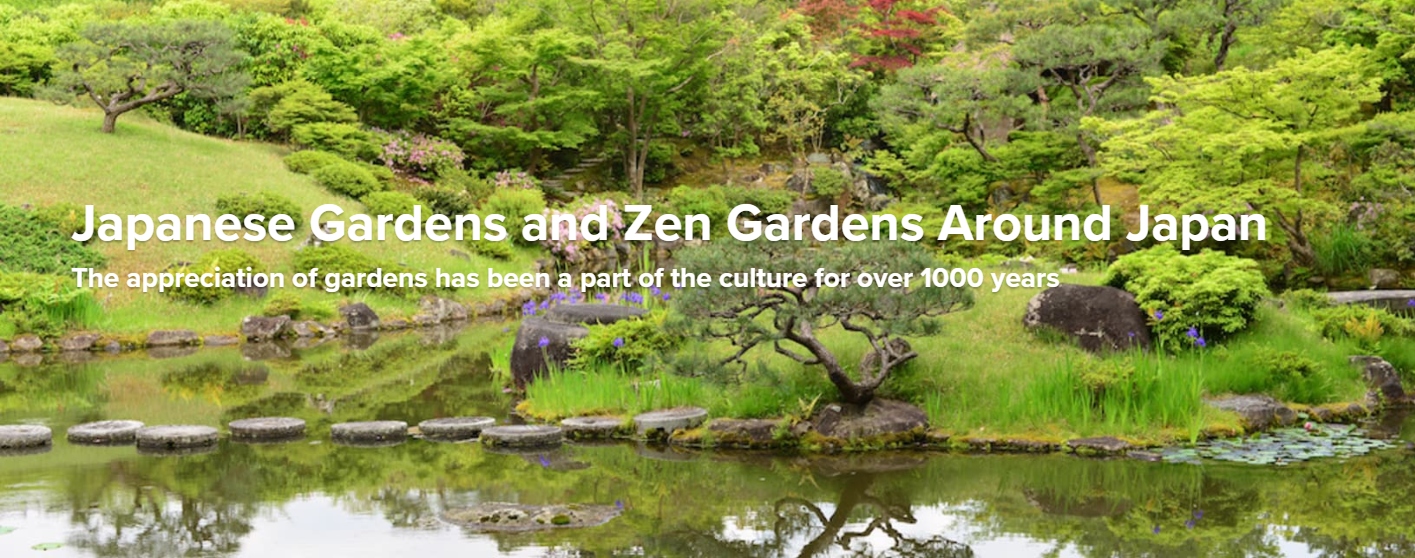 Japanese Gardens and Zen Gardens Around Japan
The appreciation of gardens has been a part of the culture for over 1000 years